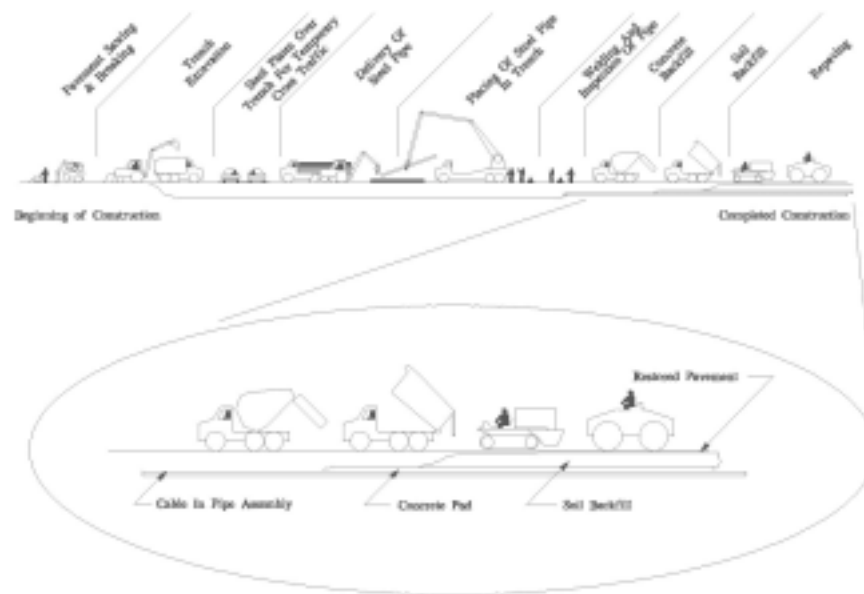 Pavement Sawing
& Breaking
Trench
Excavation
Steel Plates Over
Trench For Temporary
Cross Traffic
Delivery Of
Steel Pipe
Placing Of Steel Pipe
In Trench
Welding And
Inspection Of Pipe
Concrete
Backfill
Soil
Backfill
Repaving
Beginning of Construction
Completed Construction
Restored Pavement
Cable In Pipe Assembly
Concrete Pad
Soil Backfill